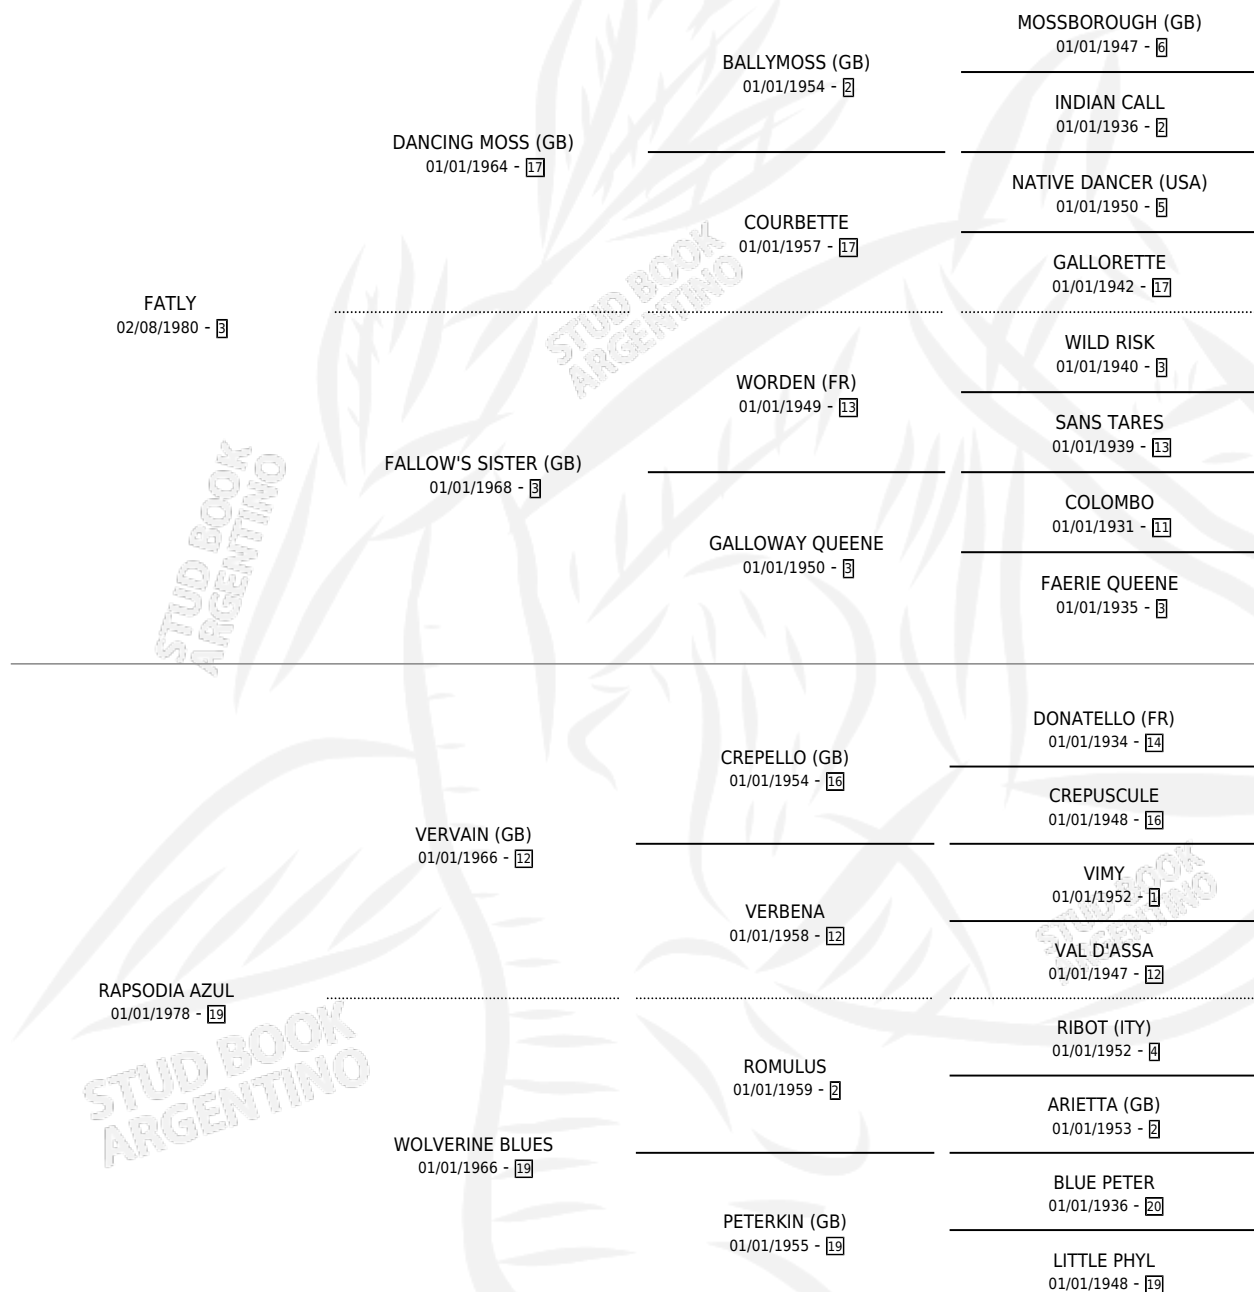 FATLY
02/08/1980 - 3
DANCING MOSS (GB)
01/01/1964 - 17
BALLYMOSS (GB)
01/01/1954 - 2
MOSSBOROUGH (GB)
01/01/1947 - 6
INDIAN CALL
01/01/1936 - 2
COURBETTE
01/01/1957 - 17
NATIVE DANCER (USA)
01/01/1950 - 5
GALLORETTE
01/01/1942 - 17
FALLOW'S SISTER (GB)
01/01/1968 - 3
WORDEN (FR)
01/01/1949 - 13
WILD RISK
01/01/1940 - 3
SANS TARES
01/01/1939 - 13
GALLOWAY QUEENE
01/01/1950 - 3
COLOMBO
01/01/1931 - 11
FAERIE QUEENE
01/01/1935 - 3
STUD BOOK
ARGENTINO
STUD BOOK
ARGENTINO
RAPSODIA AZUL
01/01/1978 - 19
VERVAIN (GB)
01/01/1966 - 12
CREPELLO (GB)
01/01/1954 - 16
DONATELLO (FR)
01/01/1934 - 14
CREPUSCULE
01/01/1948 - 16
VERBENA
01/01/1958 - 12
VIMY
01/01/1952 - 1
VAL D'ASSA
01/01/1947 - 12
WOLVERINE BLUES
01/01/1966 - 19
ROMULUS
01/01/1959 - 2
RIBOT (ITY)
01/01/1952 - 4
ARIETTA (GB)
01/01/1953 - 2
PETERKIN (GB)
01/01/1955 - 19
BLUE PETER
01/01/1936 - 20
LITTLE PHYL
01/01/1948 - 19
STUD BOOK
ARGENTINO
STUD BOOK
ARGENTINO